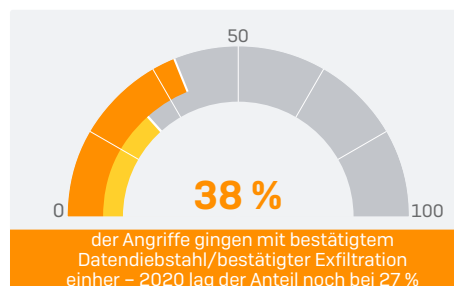 50
38 %
0
100
der Angriffe gingen mit bestätigtem
Datendiebstahl/bestätigter Exfiltration
einher – 2020 lag der Anteil noch bei 27 %